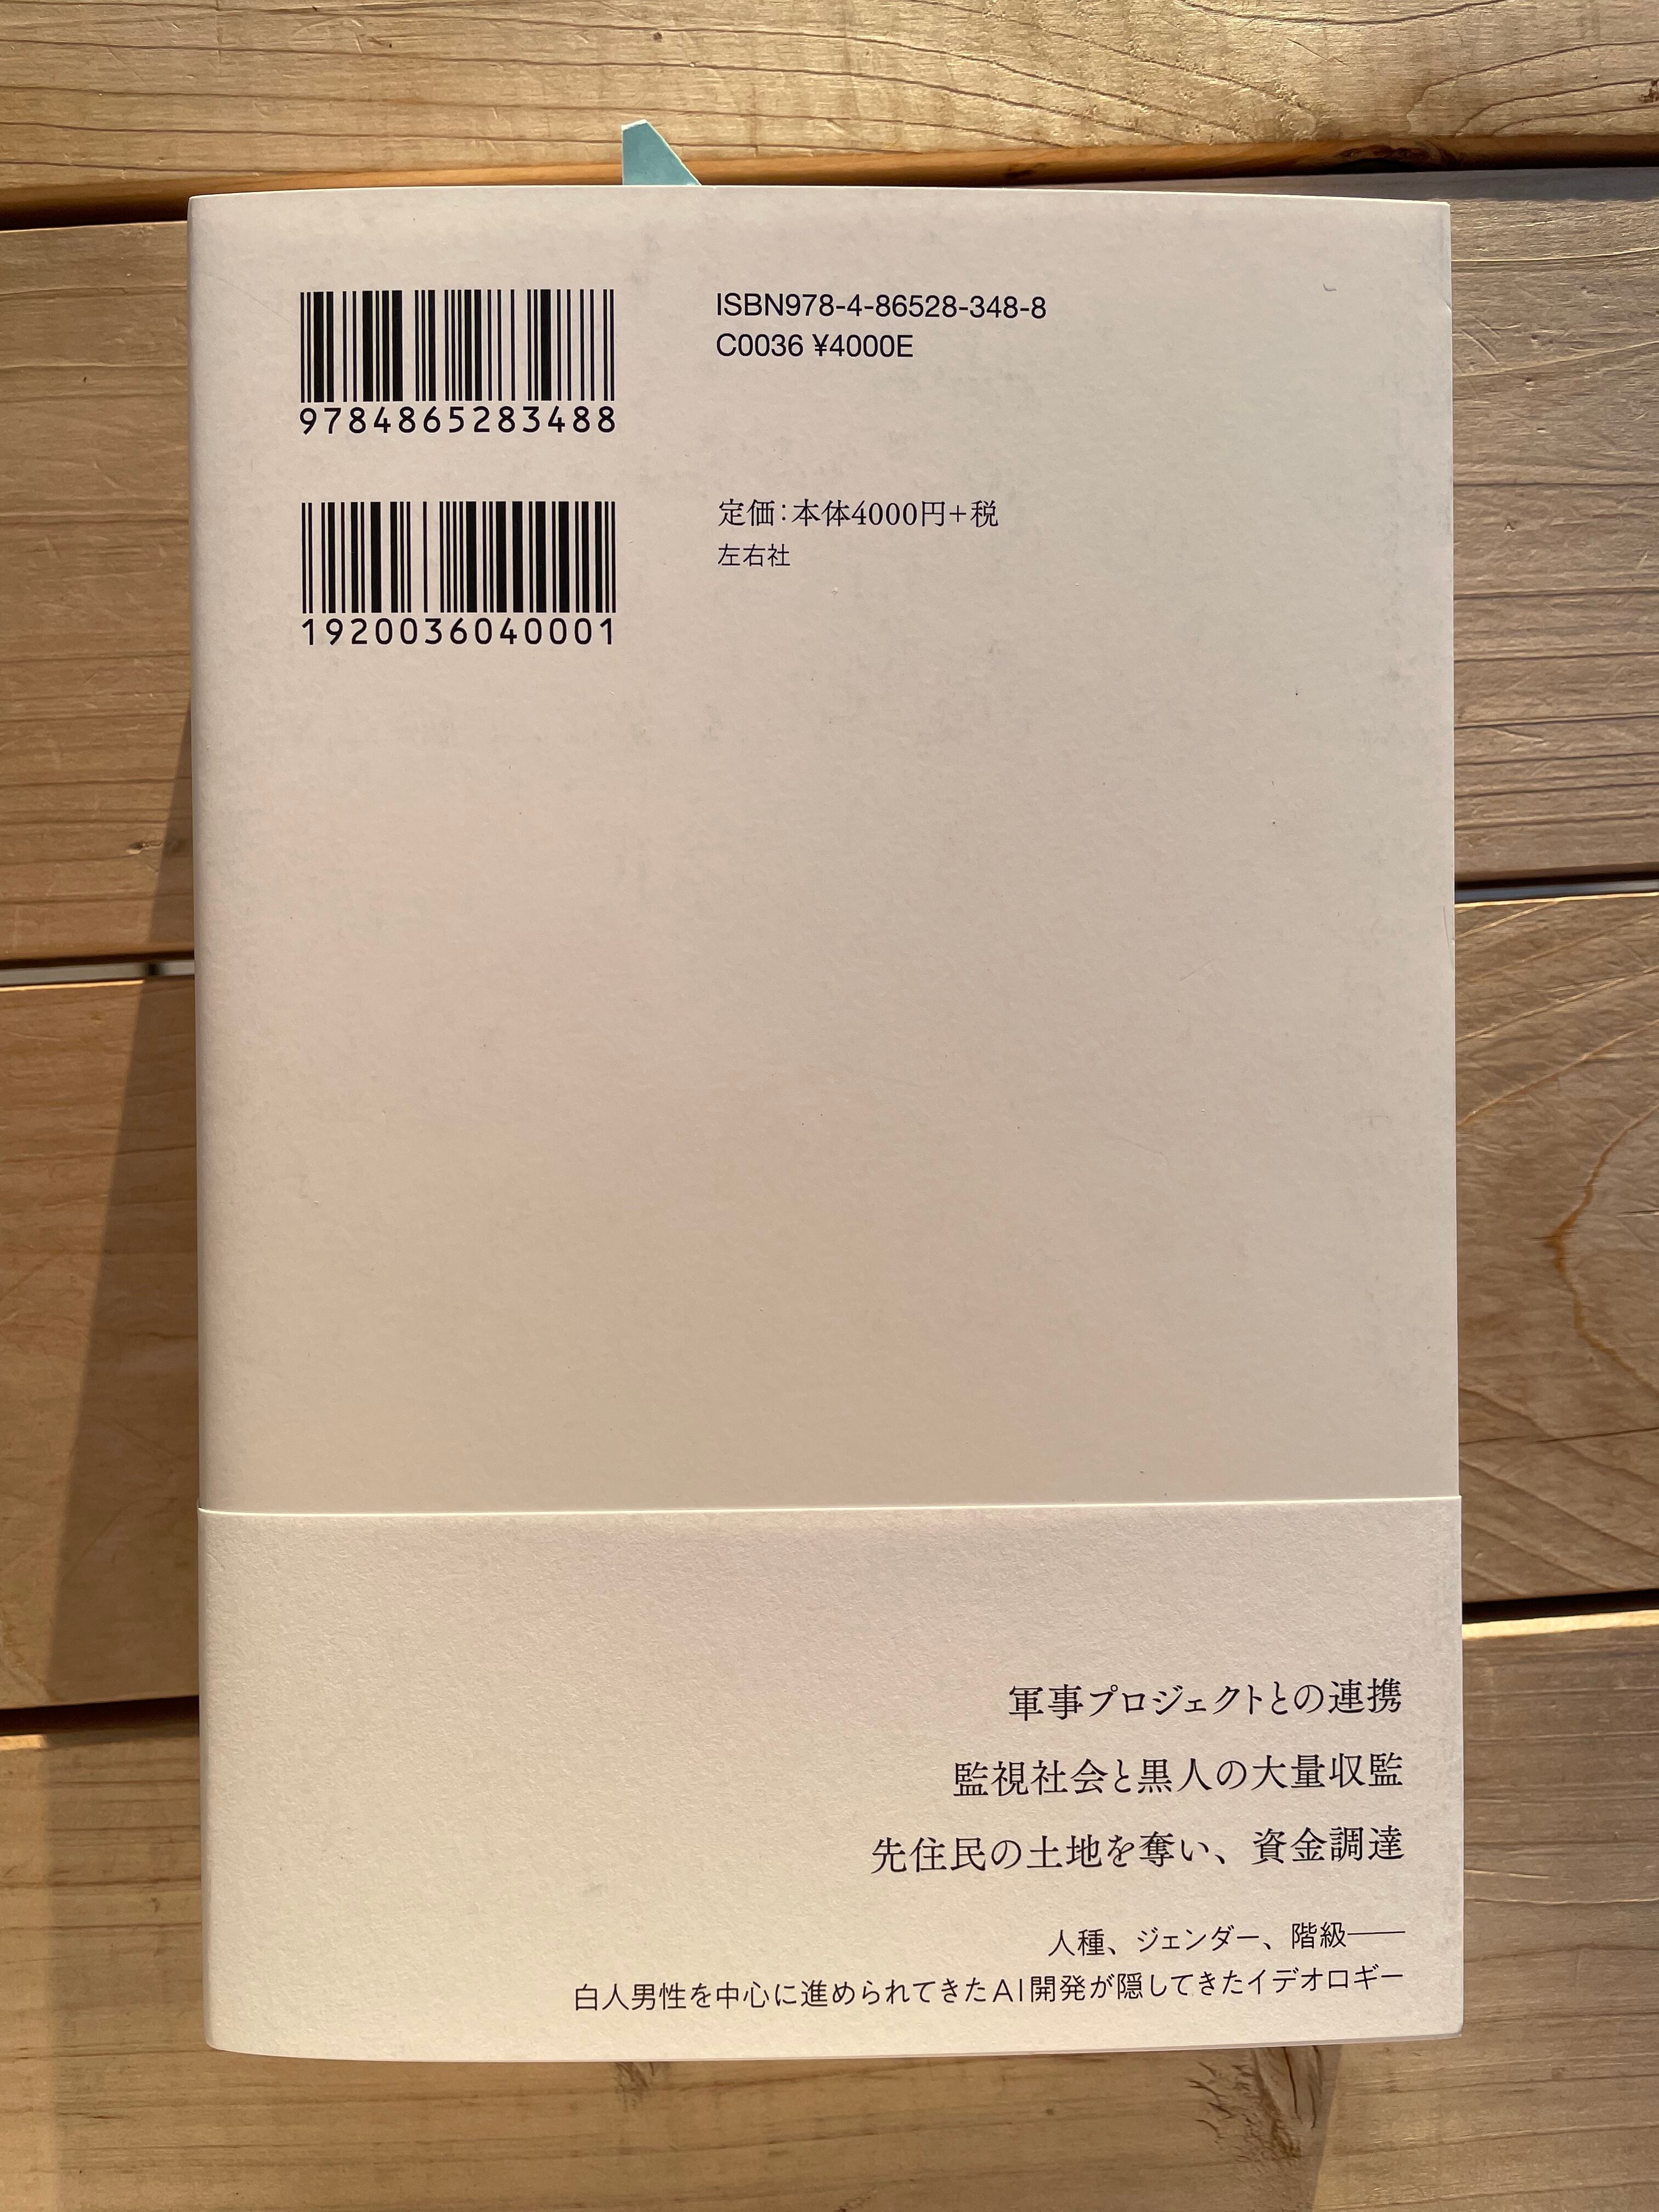 ISBN978-4-86528-348-8
C0036 ¥4000E
9784865283488
定価:本体4000円+税
左右社
1920036040001
軍事プロジェクトとの連携
監視社会と黒人の大量収監
先住民の土地を奪い、資金調達
人種、ジェンダー、階級——
白人男性を中心に進められてきたAI開発が隠してきたイデオロギー